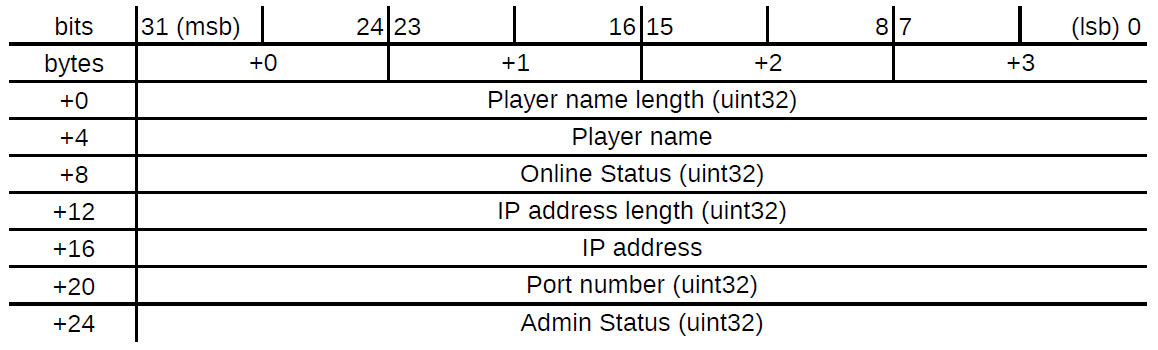 bits 31 (msb) 24 23 16 15 8 7 (lsb) 0
bytes +0 +1 +2 +3
+0 Player name length (uint32)
+4 Player name
+8 Online Status (uint32)
+12 IP address length (uint32)
+16 IP address
+20 Port number (uint32)
+24 Admin Status (uint32)